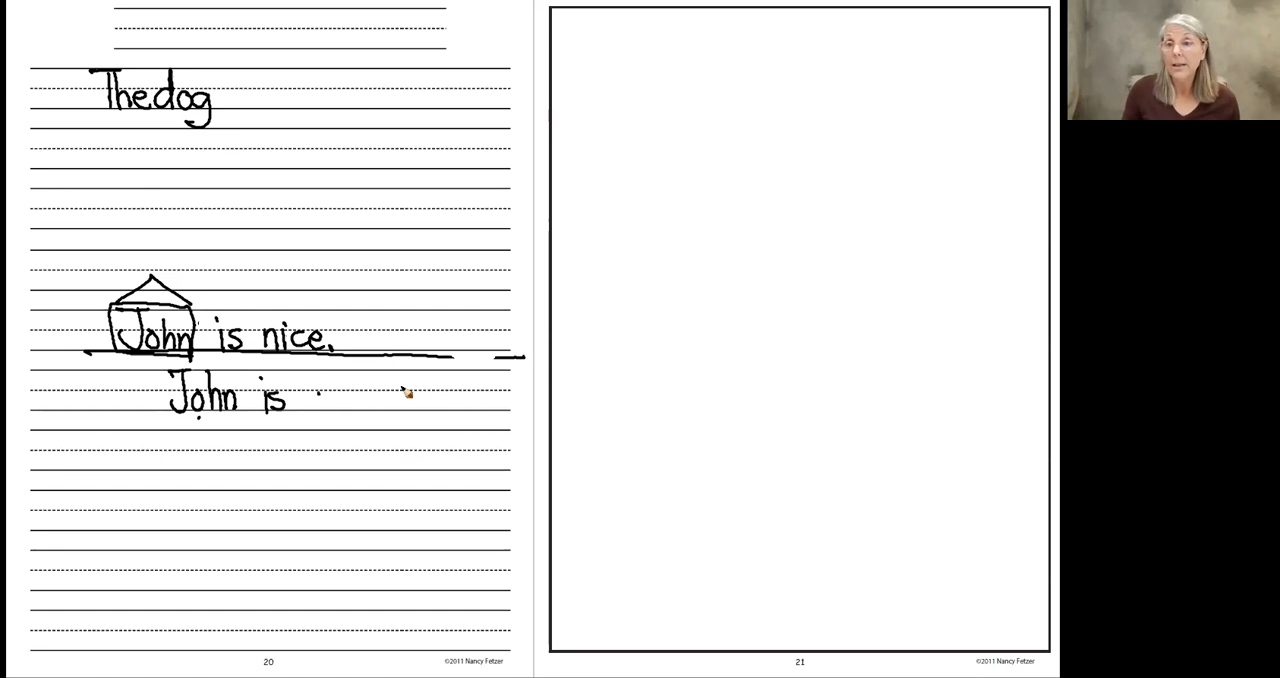 Thedog
John is nice.
John is
20
©2011 Nancy Fetzer
21
©2011 Nancy Fetzer